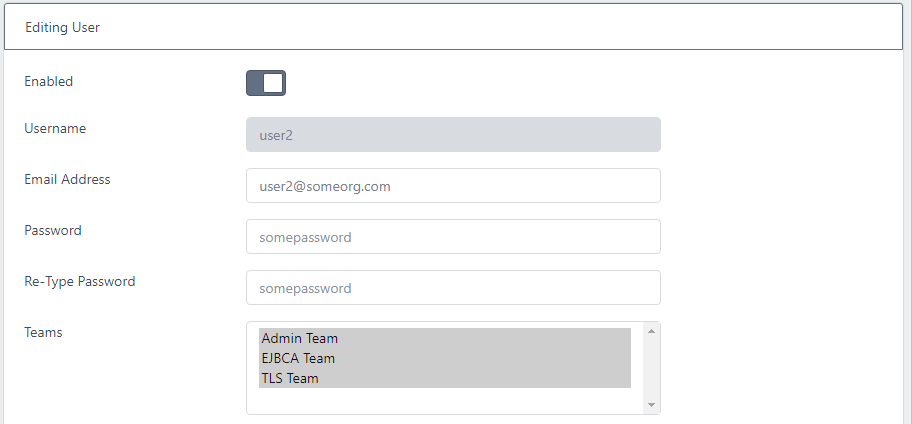 Editing User
Enabled
Username
user2
Email Address
user2@someorg.com
Password
somepassword
Re-Type Password
somepassword
Teams
Admin Team
EJBCA Team
TLS Team